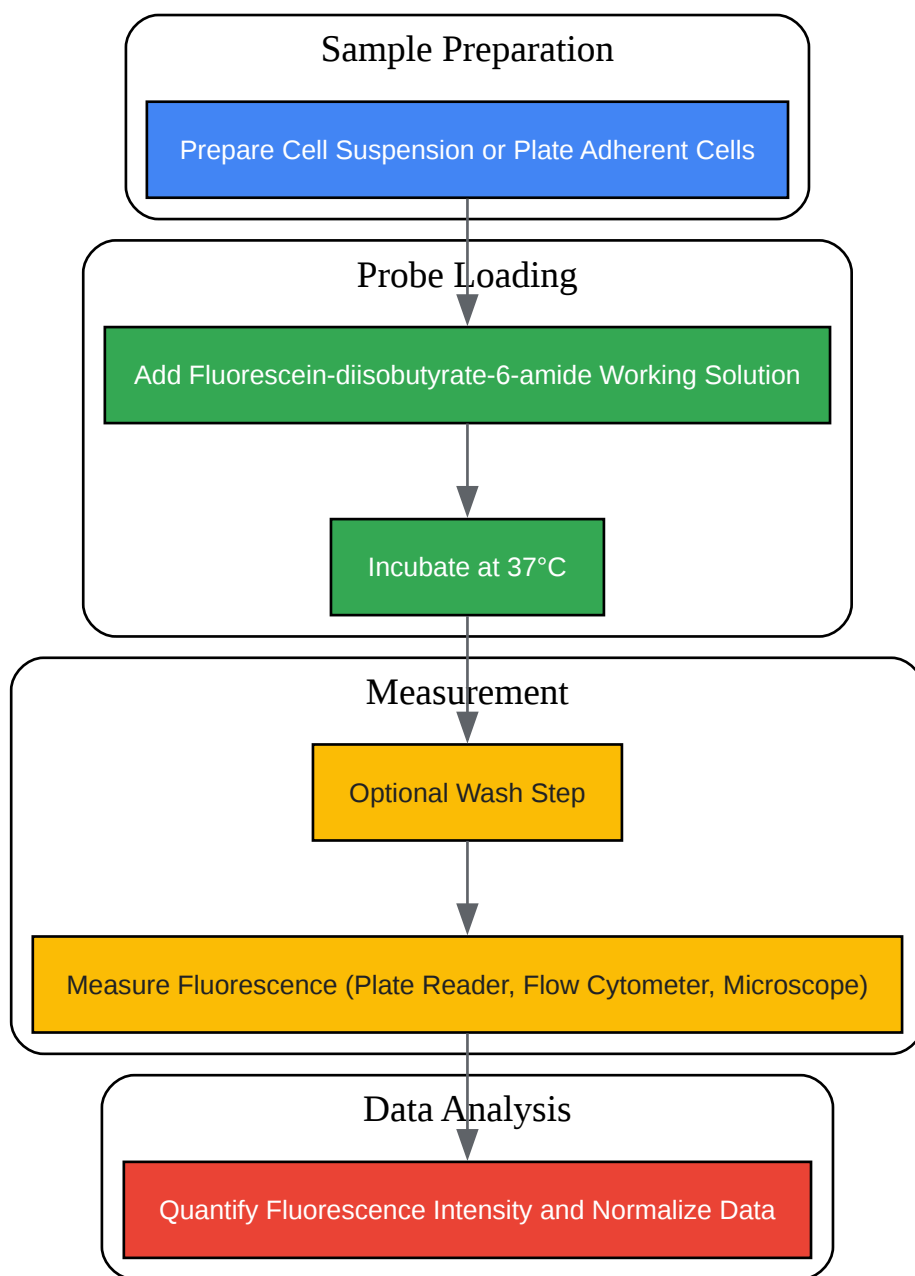 Sample Preparation
Prepare Cell Suspension or Plate Adherent Cells
Probe Loading
Add Fluorescein-diisobutyrate-6-amide Working Solution
Incubate at 37°C
Measurement
Optional Wash Step
Measure Fluorescence (Plate Reader, Flow Cytometer, Microscope)
Data Analysis
Quantify Fluorescence Intensity and Normalize Data